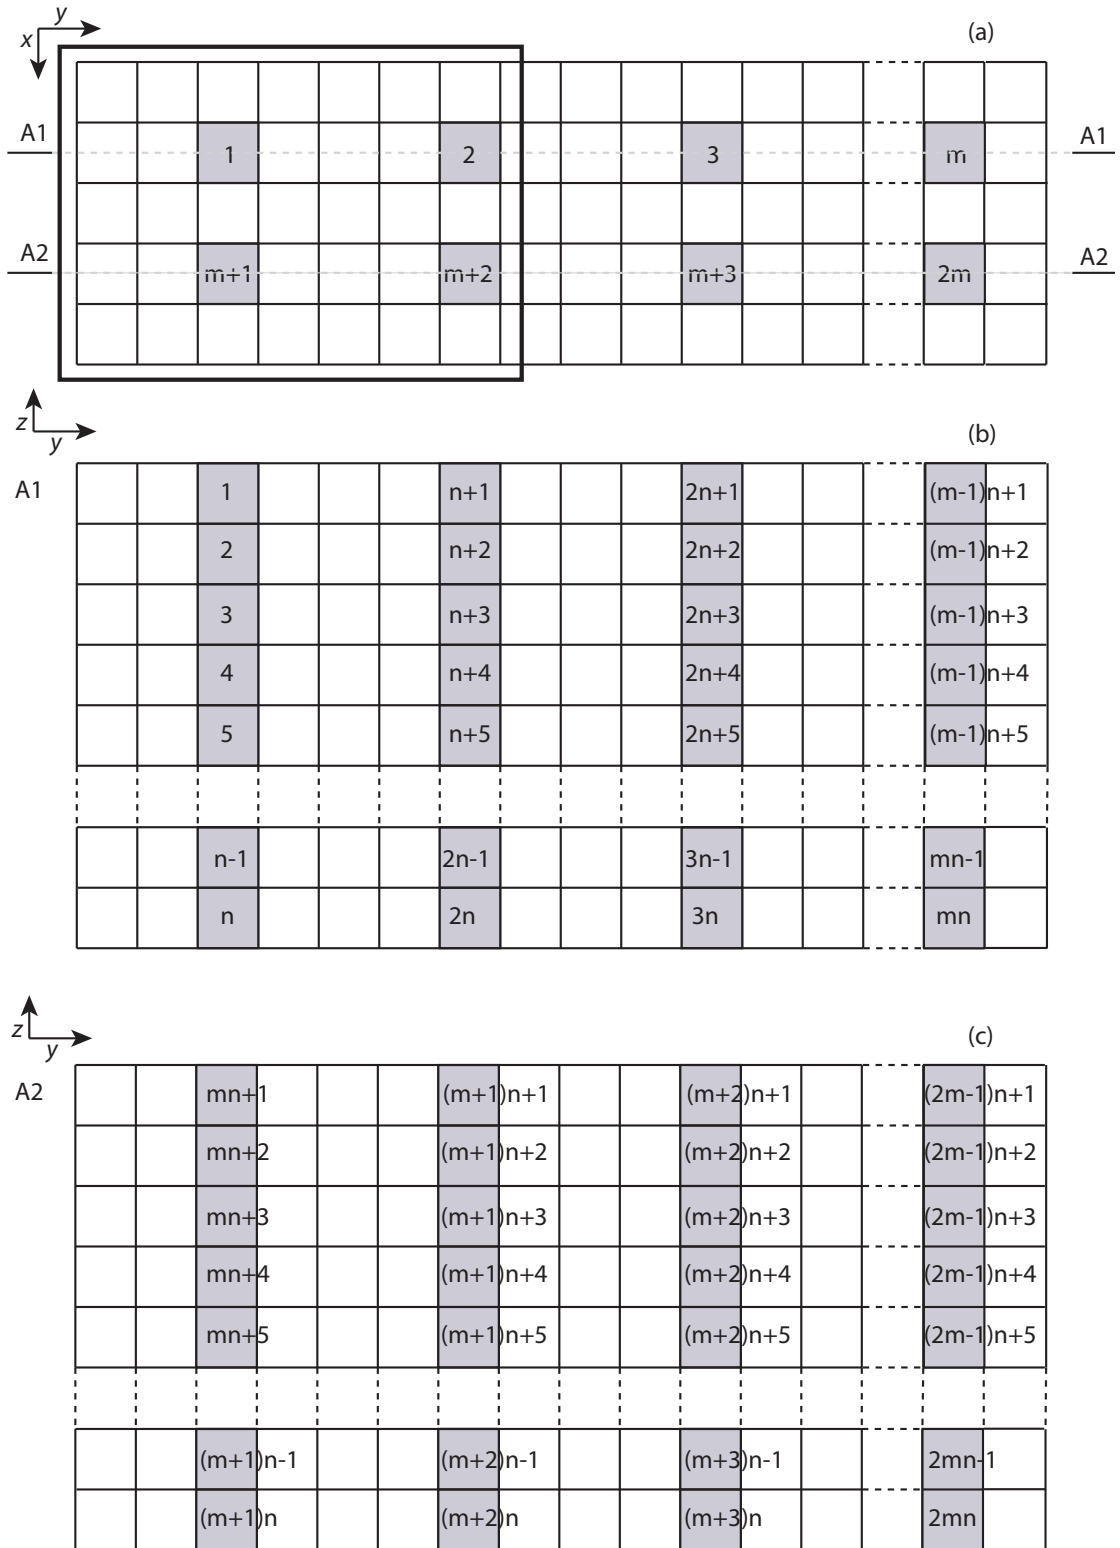 y
x
(a)
A1 1 2 3 m A1
A2 m+1 m+2 m+3 2m A2
z
y
(b)
A1 1 n+1 2n+1 (m-1)n+1
2 n+2 2n+2 (m-1)n+2
3 n+3 2n+3 (m-1)n+3
4 n+4 2n+4 (m-1)n+4
5 n+5 2n+5 (m-1)n+5
n-1 2n-1 3n-1 mn-1
n 2n 3n mn
z
y
(c)
A2 mn+1 (m+1)n+1 (m+2)n+1 (2m-1)n+1
mn+2 (m+1)n+2 (m+2)n+2 (2m-1)n+2
mn+3 (m+1)n+3 (m+2)n+3 (2m-1)n+3
mn+4 (m+1)n+4 (m+2)n+4 (2m-1)n+4
mn+5 (m+1)n+5 (m+2)n+5 (2m-1)n+5
(m+1)n-1 (m+2)n-1 (m+3)n-1 2mn-1
(m+1)n (m+2)n (m+3)n 2mn